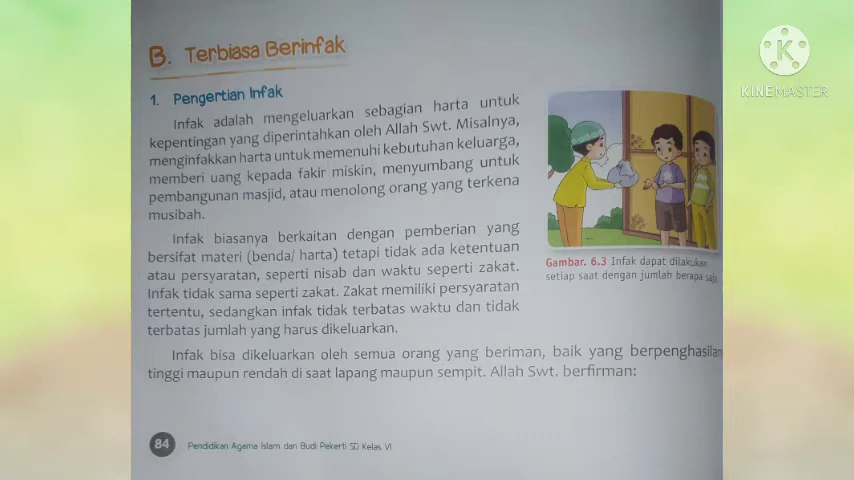 B. Terbiasa Berinfak
1. Pengertian Infak
Infak adalah mengeluarkan sebagian harta untuk
kepentingan yang diperintahkan oleh Allah Swt. Misalnya,
menginfakkan harta untuk memenuhi kebutuhan keluarga,
memberi uang kepada fakir miskin, menyumbang untuk
pembangunan masjid, atau menolong orang yang terkena
musibah.
Infak biasanya berkaitan dengan pemberian yang
bersifat materi (benda/ harta) tetapi tidak ada ketentuan
atau persyaratan, seperti nisab dan waktu seperti zakat.
Infak tidak sama seperti zakat. Zakat memiliki persyaratan
tertentu, sedangkan infak tidak terbatas waktu dan tidak
terbatas jumlah yang harus dikeluarkan.
Gambar. 6.3 Infak dapat dilakukan
setiap saat dengan jumlah berapa saja.
Infak bisa dikeluarkan oleh semua orang yang beriman, baik yang berpenghasilan
tinggi maupun rendah di saat lapang maupun sempit. Allah Swt. berfirman:
84 Pendidikan Agama Islam dan Budi Pekerti SD Kelas VI
K
KINEMASTER